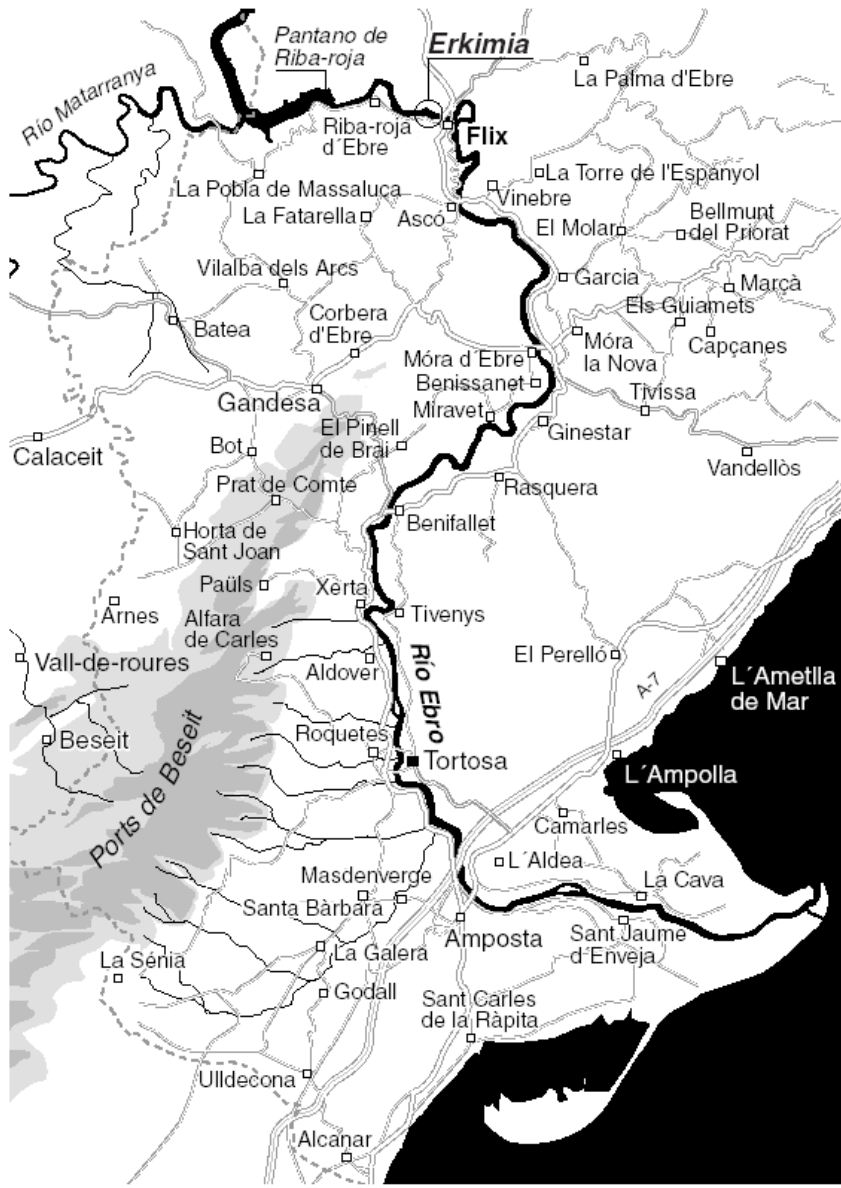 Pantano de
Riba-roja
Erkimia
La Palma d'Ebre
Río Matarranya
Riba-roja
d´Ebre
Flix
La Pobla de Massaluca
La Torre de l'Espanyol
Vinebre
La Fatarella
Ascó
El Molar
Bellmunt
del Priorat
Vilalba dels Arcs
Garcia
Marçà
Corbera
d'Ebre
Els Guiamets
Batea
Móra d´Ebre
Móra
la Nova
Capçanes
Benissanet
Gandesa
Miravet
Tivissa
El Pinell
de Brai
Ginestar
Calaceit
Bot
Vandellòs
Prat de Comte
Rasquera
Benifallet
Horta de
Sant Joan
Paüls
Xerta
Arnes
Alfara
de Carles
Tivenys
Vall-de-roures
Aldover
Río Ebro
El Perelló
A-7
L´Ametlla
de Mar
Beseit
Ports de Beseit
Roquetes
Tortosa
L´Ampolla
Camarles
L´Aldea
Masdenverge
La Cava
Santa Bàrbara
Amposta
Sant Jaume
d´Enveja
La Sénia
La Galera
Godall
Sant Carles
de la Ràpita
Ulldecona
Alcanar